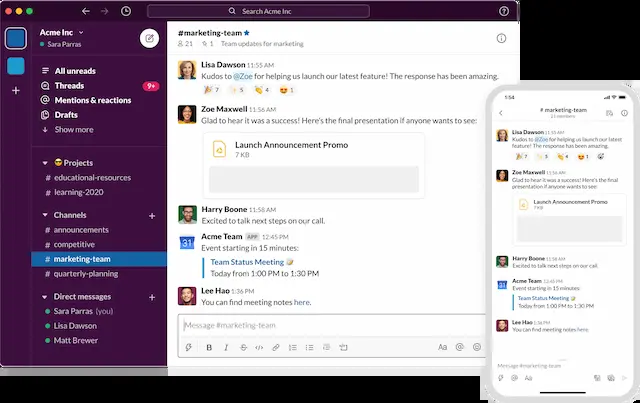 Search Acme Inc
Acme Inc
Sara Parras
All unreads
Threads
9+
Mentions & reactions
Drafts
Show more
Projects
# educational-resources
# learning-2020
Channels
# announcements
# competitive
# marketing-team
# quarterly-planning
Direct messages
Sara Parras (you)
Lisa Dawson
Matt Brewer
#marketing-team
21
1
Team updates for marketing
Lisa Dawson 11:55 AM
Kudos to @Zoe for helping us launch our latest feature! The response has been amazing.
7 5 4 1
Zoe Maxwell 11:56 AM
Glad to hear it was a success! Here's the final presentation if anyone wants to see:
Launch Announcement Promo
7 KB
Harry Boone 11:58 AM
Excited to talk next steps on our call.
31
Acme Team APP 12:45 PM
Event starting in 15 minutes:
Team Status Meeting
Today from 1:00 PM to 1:30 PM
Lee Hao 1:36 PM
You can find meeting notes here.
Message #marketing-team
Aa
1:54
# marketing-team
21 members
Lisa Dawson 11:55 AM
Kudos to @Zoe for helping us launch our latest
feature! The response has been amazing.
7 5 4 1
Zoe Maxwell 11:56 AM
Glad to hear it was a success! Here's the final
presentation if anyone wants to see:
Launch Announcement Promo
7 KB
Harry Boone 11:58 AM
Excited to talk next steps on our call.
31
Acme Team 12:45 PM
Event starting in 15 minutes:
Team Status Meeting
Today from 1:00 PM to 1:30 PM
Lee Hao 1:36 PM
You can find meeting notes here.
Message #marketing-team
Aa